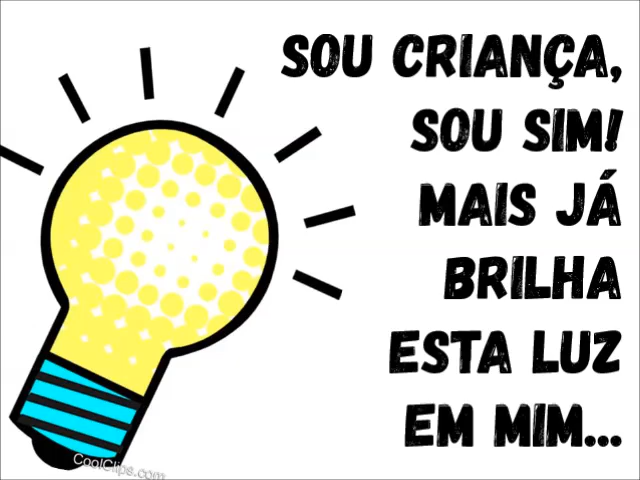 SOU CRIANÇA,
SOU SIM!
MAIS JÁ
BRILHA
ESTA LUZ
EM MIM...
CoolClips.com